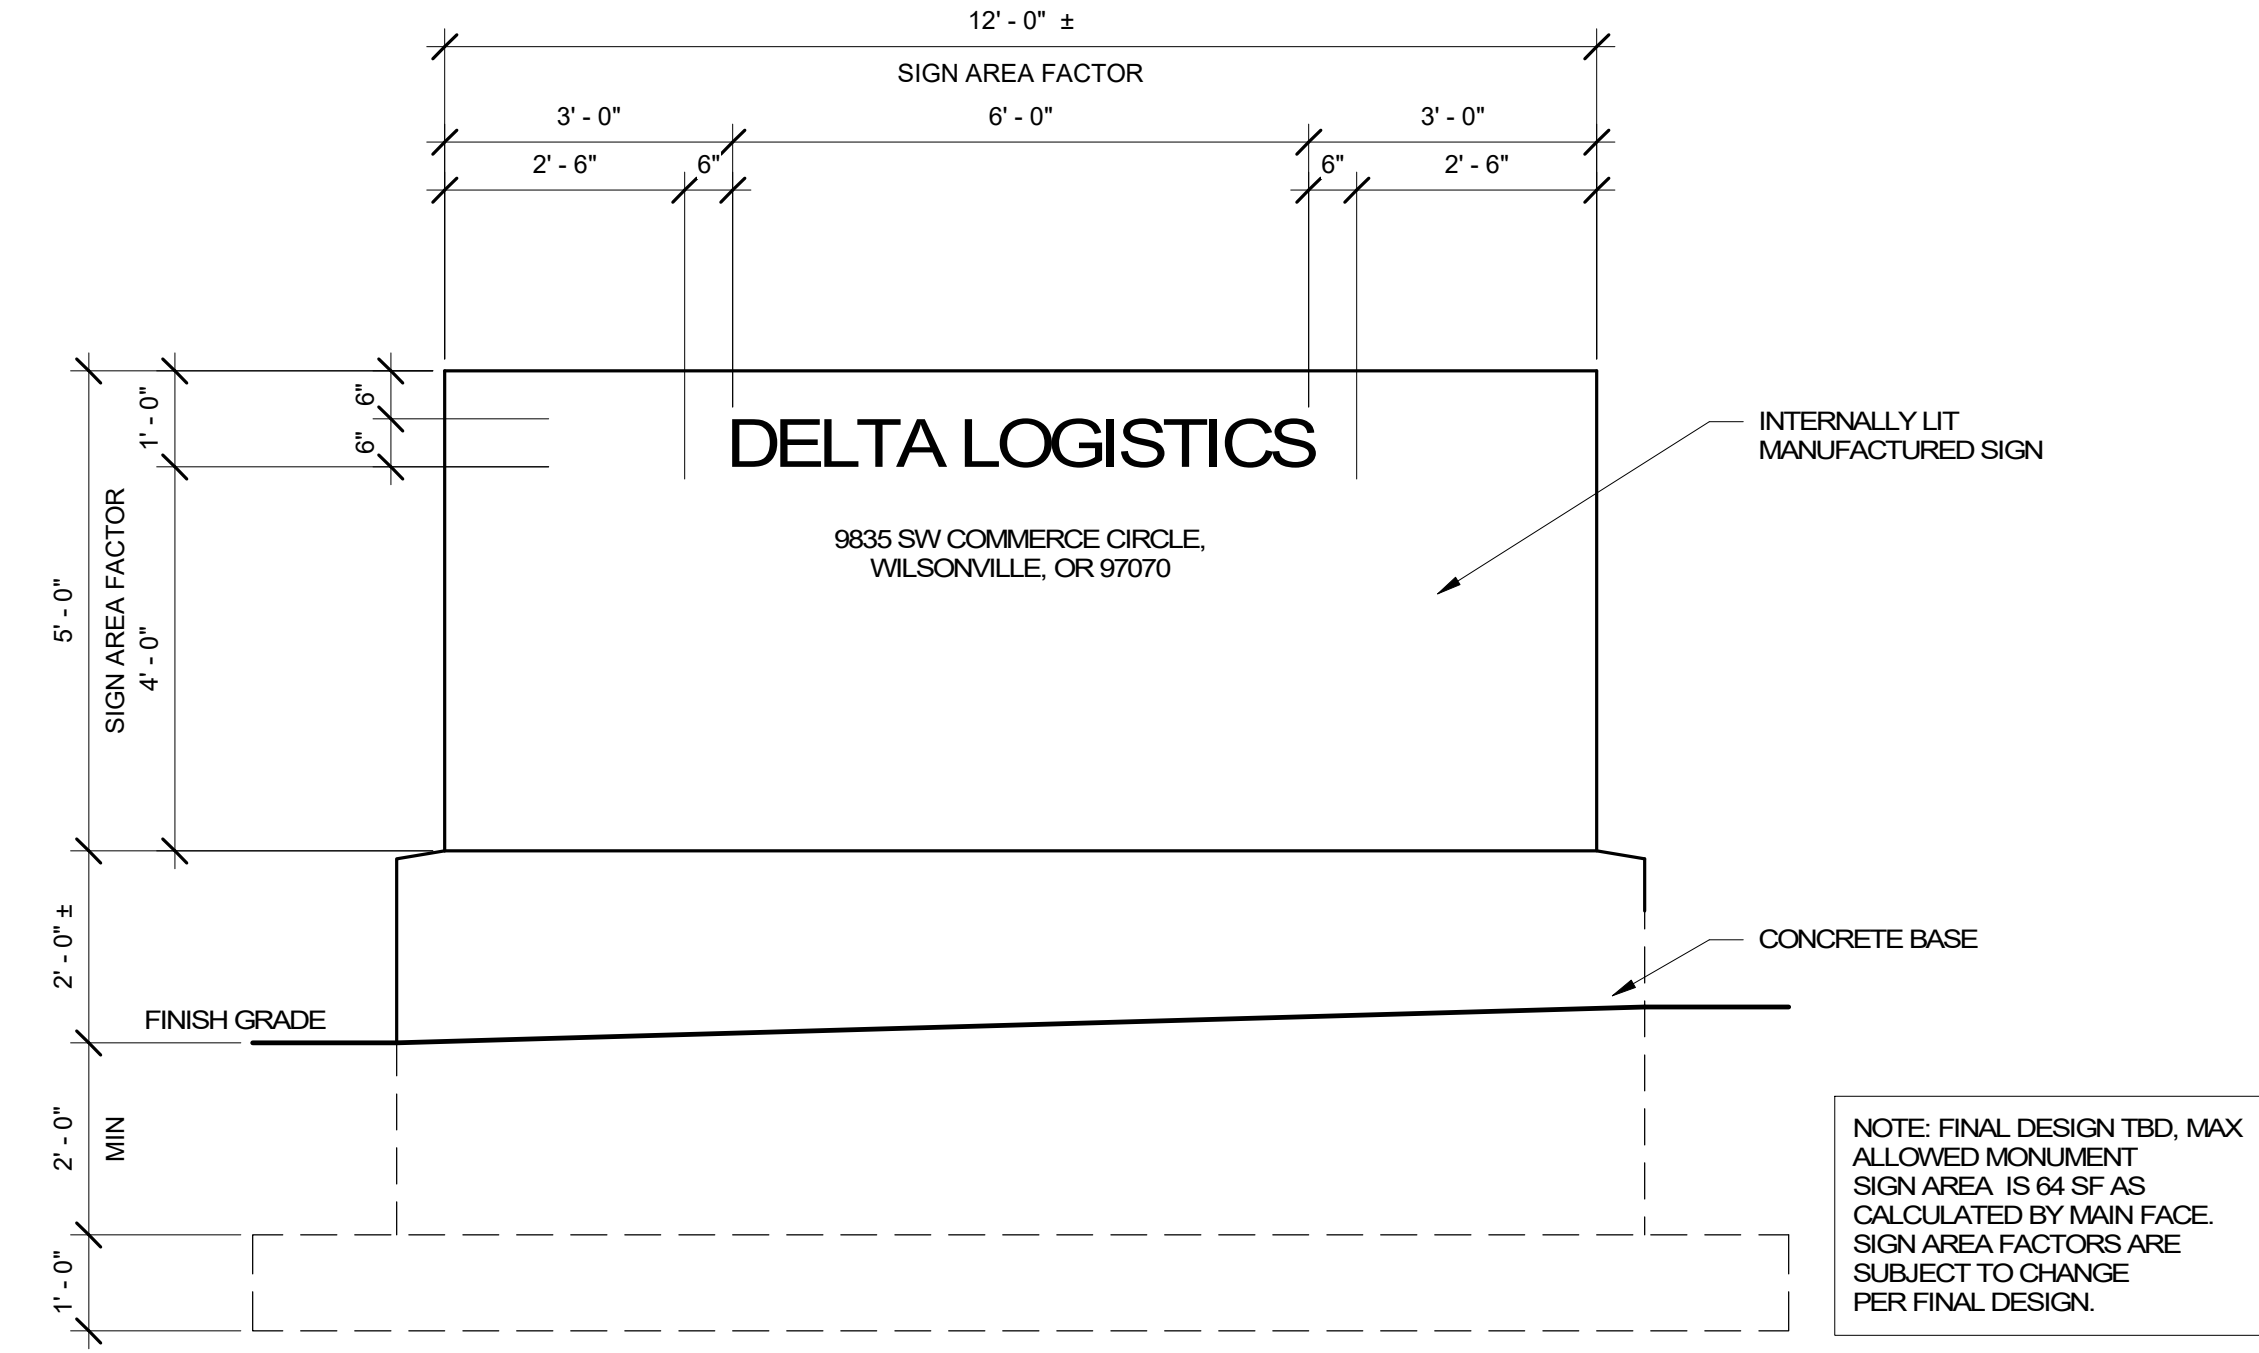 12' - 0" ±
SIGN AREA FACTOR
3' - 0"
6' - 0"
3' - 0"
2' - 6"
6"
6"
2' - 6"
5' - 0"
SIGN AREA FACTOR
1' - 0"
4' - 0"
6"
6"
DELTA LOGISTICS
9835 SW COMMERCE CIRCLE,
WILSONVILLE, OR 97070
INTERNALLY LIT
MANUFACTURED SIGN
2' - 0" ±
CONCRETE BASE
FINISH GRADE
2' - 0"
MIN
1' - 0"
NOTE: FINAL DESIGN TBD, MAX
ALLOWED MONUMENT
SIGN AREA IS 64 SF AS
CALCULATED BY MAIN FACE.
SIGN AREA FACTORS ARE
SUBJECT TO CHANGE
PER FINAL DESIGN.